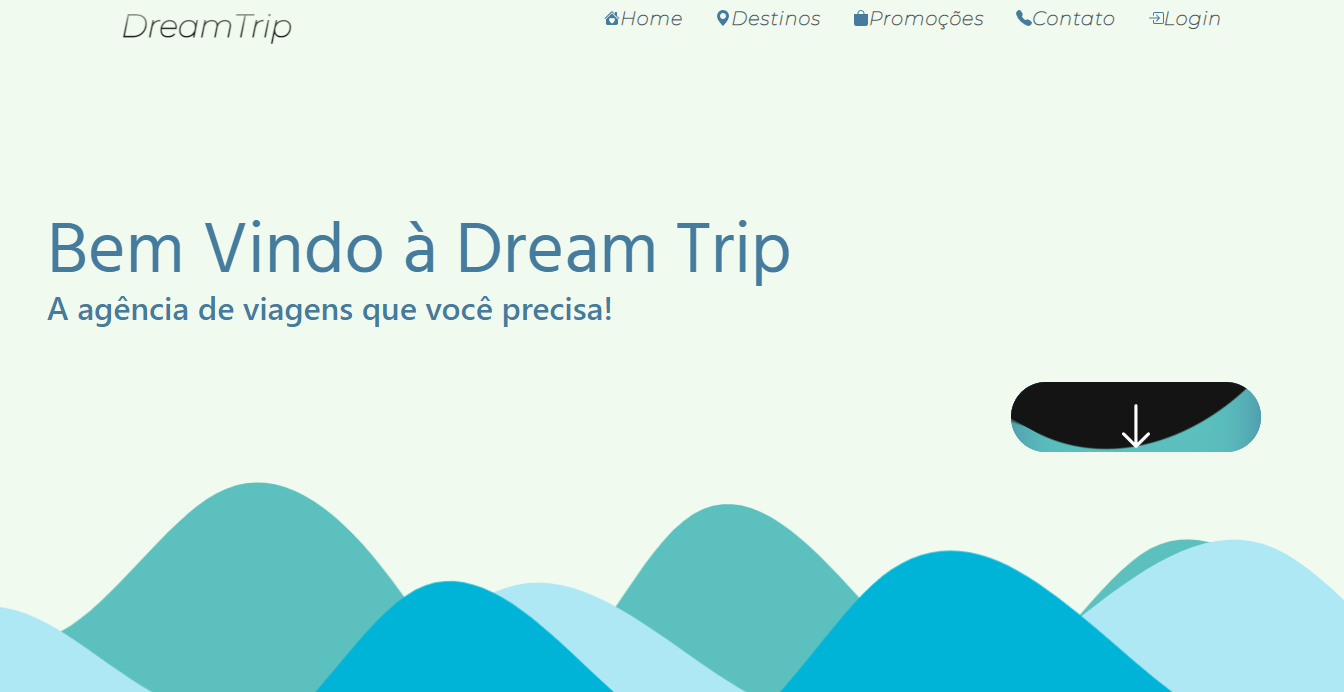 DreamTrip
Home Destinos Promoções Contato Login
Bem Vindo à Dream Trip
A agência de viagens que você precisa!